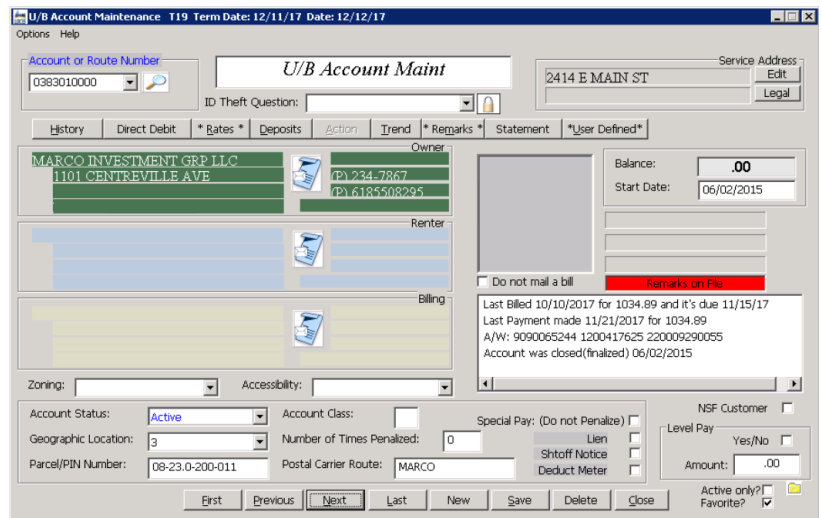 U/B Account Maintenance T19 Term Date: 12/11/17 Date: 12/12/17
Options Help
Account or Route Number
0383010000
U/B Account Maint
ID Theft Question:
Service Address
2414 E MAIN ST
Edit
Legal
History Direct Debit * Rates * Deposits Action Trend * Remarks * Statement *User Defined*
Owner
MARCO INVESTMENT GRP LLC
1101 CENTREVILLE AVE
(P) 234-7867
(P) 6185508295
Renter
Billing
Balance: .00
Start Date: 06/02/2015
Do not mail a bill
Remarks on File
Last Billed 10/10/2017 for 1034.89 and it's due 11/15/17
Last Payment made 11/21/2017 for 1034.89
A/W: 9090065244 1200417625 220009290055
Account was closed(finalized) 06/02/2015
Zoning: Accessibility:
Account Status: Active
Geographic Location: 3
Parcel/PIN Number: 08-23.0-200-011
Account Class:
Number of Times Penalized: 0
Postal Carrier Route: MARCO
Special Pay: (Do not Penalize)
Lien
Shtoff Notice
Deduct Meter
NSF Customer
Level Pay
Yes/No
Amount: .00
First Previous Next Last New Save Delete Close
Active only?
Favorite?